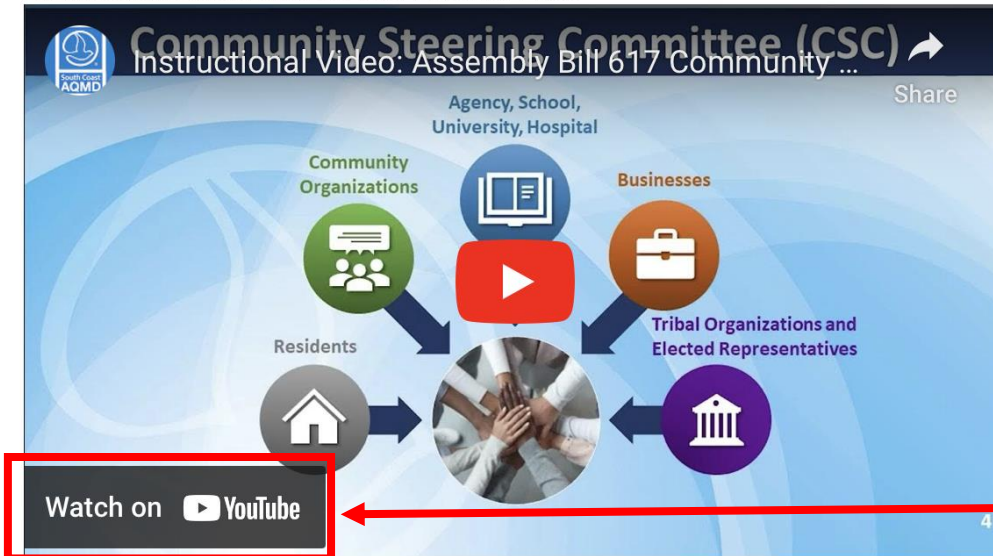 Community Steering Committee (CSC)
Instructional Video: Assembly Bill 617 Community ...
South Coast
AQMD
Share
Agency, School,
University, Hospital
Community
Organizations
Businesses
Tribal Organizations and
Elected Representatives
Residents
Watch on YouTube
4